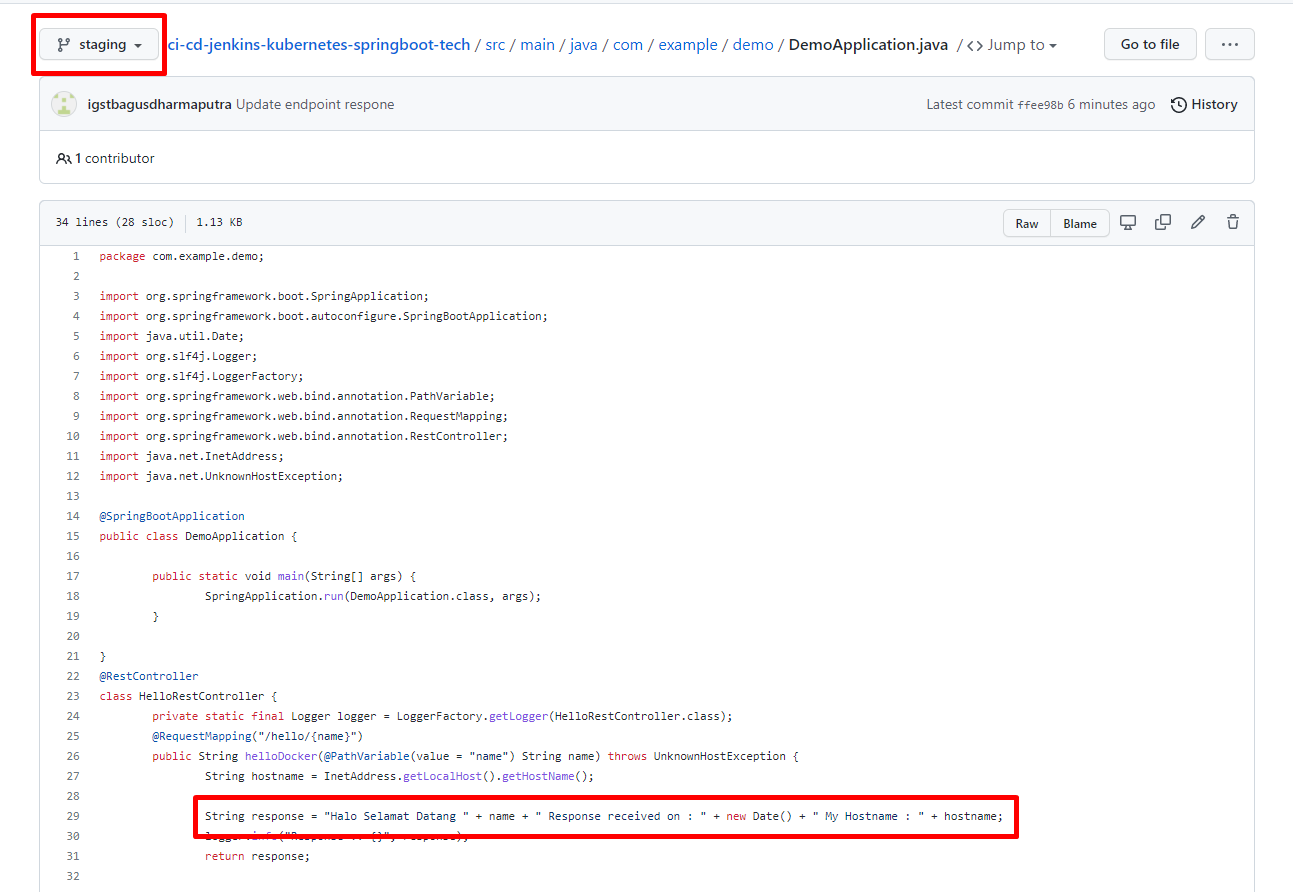 staging ci-cd-jenkins-kubernetes-springboot-tech / src / main / java / com / example / demo / DemoApplication.java / <> Jump to Go to file ...
igstbagusdharmaputra Update endpoint respone Latest commit ffee98b 6 minutes ago History
1 contributor
34 lines (28 sloc) 1.13 KB Raw Blame
1 package com.example.demo;
2
3 import org.springframework.boot.SpringApplication;
4 import org.springframework.boot.autoconfigure.SpringBootApplication;
5 import java.util.Date;
6 import org.slf4j.Logger;
7 import org.slf4j.LoggerFactory;
8 import org.springframework.web.bind.annotation.PathVariable;
9 import org.springframework.web.bind.annotation.RequestMapping;
10 import org.springframework.web.bind.annotation.RestController;
11 import java.net.InetAddress;
12 import java.net.UnknownHostException;
13
14 @SpringBootApplication
15 public class DemoApplication {
16
17 public static void main(String[] args) {
18 SpringApplication.run(DemoApplication.class, args);
19 }
20
21 }
22 @RestController
23 class HelloRestController {
24 private static final Logger logger = LoggerFactory.getLogger(HelloRestController.class);
25 @RequestMapping("/hello/{name}")
26 public String helloDocker(@PathVariable(value = "name") String name) throws UnknownHostException {
27 String hostname = InetAddress.getLocalHost().getHostName();
28
29 String response = "Halo Selamat Datang " + name + " Response received on : " + new Date() + " My Hostname : " + hostname;
30
31 return response;
32